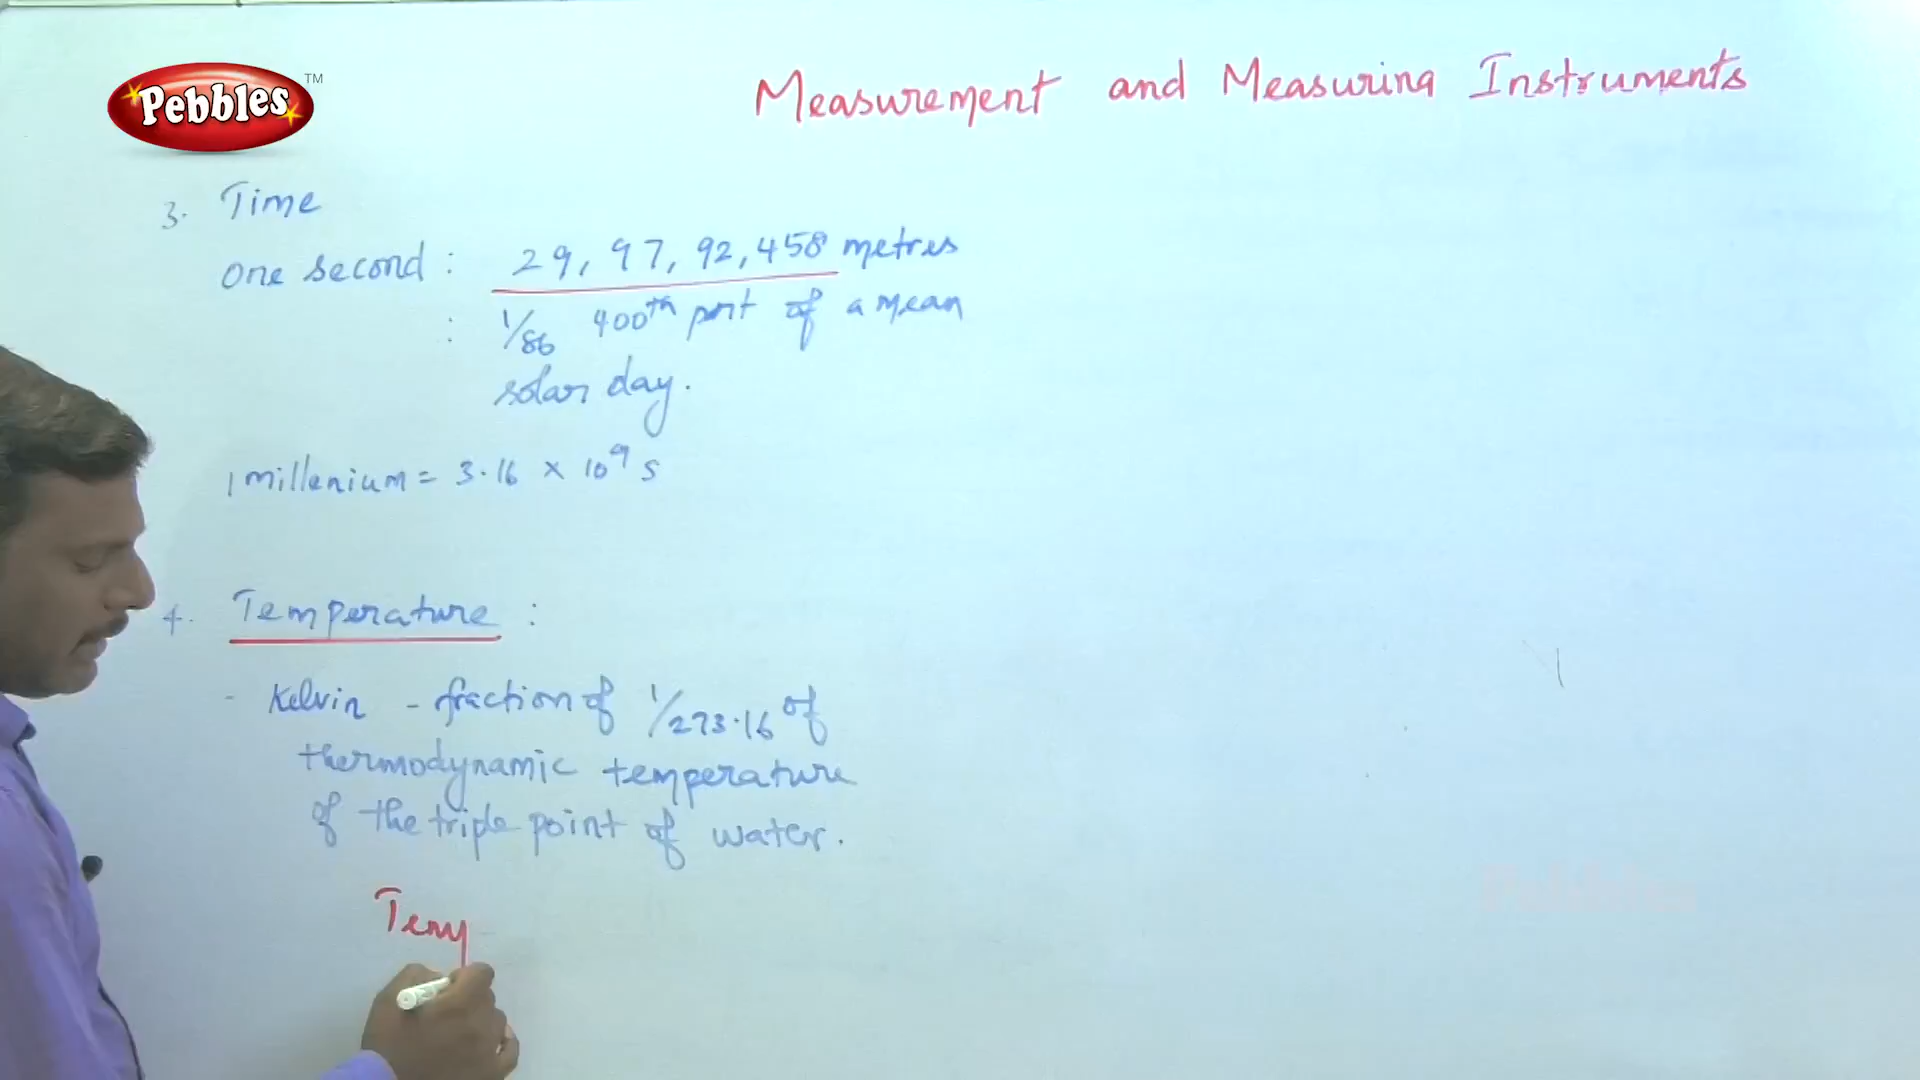 Pebbles TM
Measurement and Measuring Instruments
3. Time
One second : 29, 97, 92, 458 metres
: 1/86 400th part of a mean
solar day.
1 millenium = 3.16 x 10⁹ s
4. Temperature :
- Kelvin - fraction of 1/273.16 of
thermodynamic temperature
of the triple point of water.
Temp